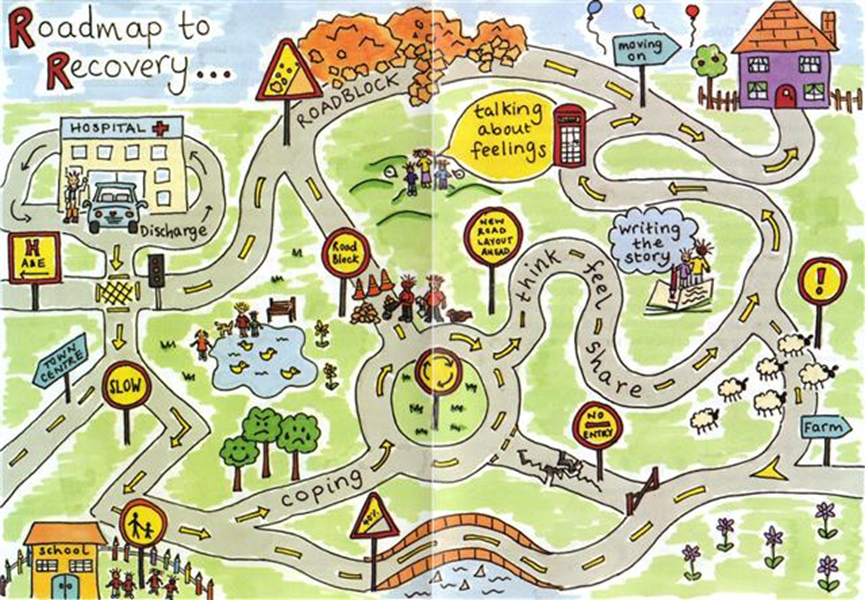 Roadmap to
Recovery...
HOSPITAL
Discharge
H
A&E
ROADBLOCK
talking
about
feelings
moving
on
Road
Block
NEW
ROAD
LAYOUT
AHEAD
writing
the
story
think - feel
share
!
TOWN
CENTRE
SLOW
NO
ENTRY
Farm
coping
school